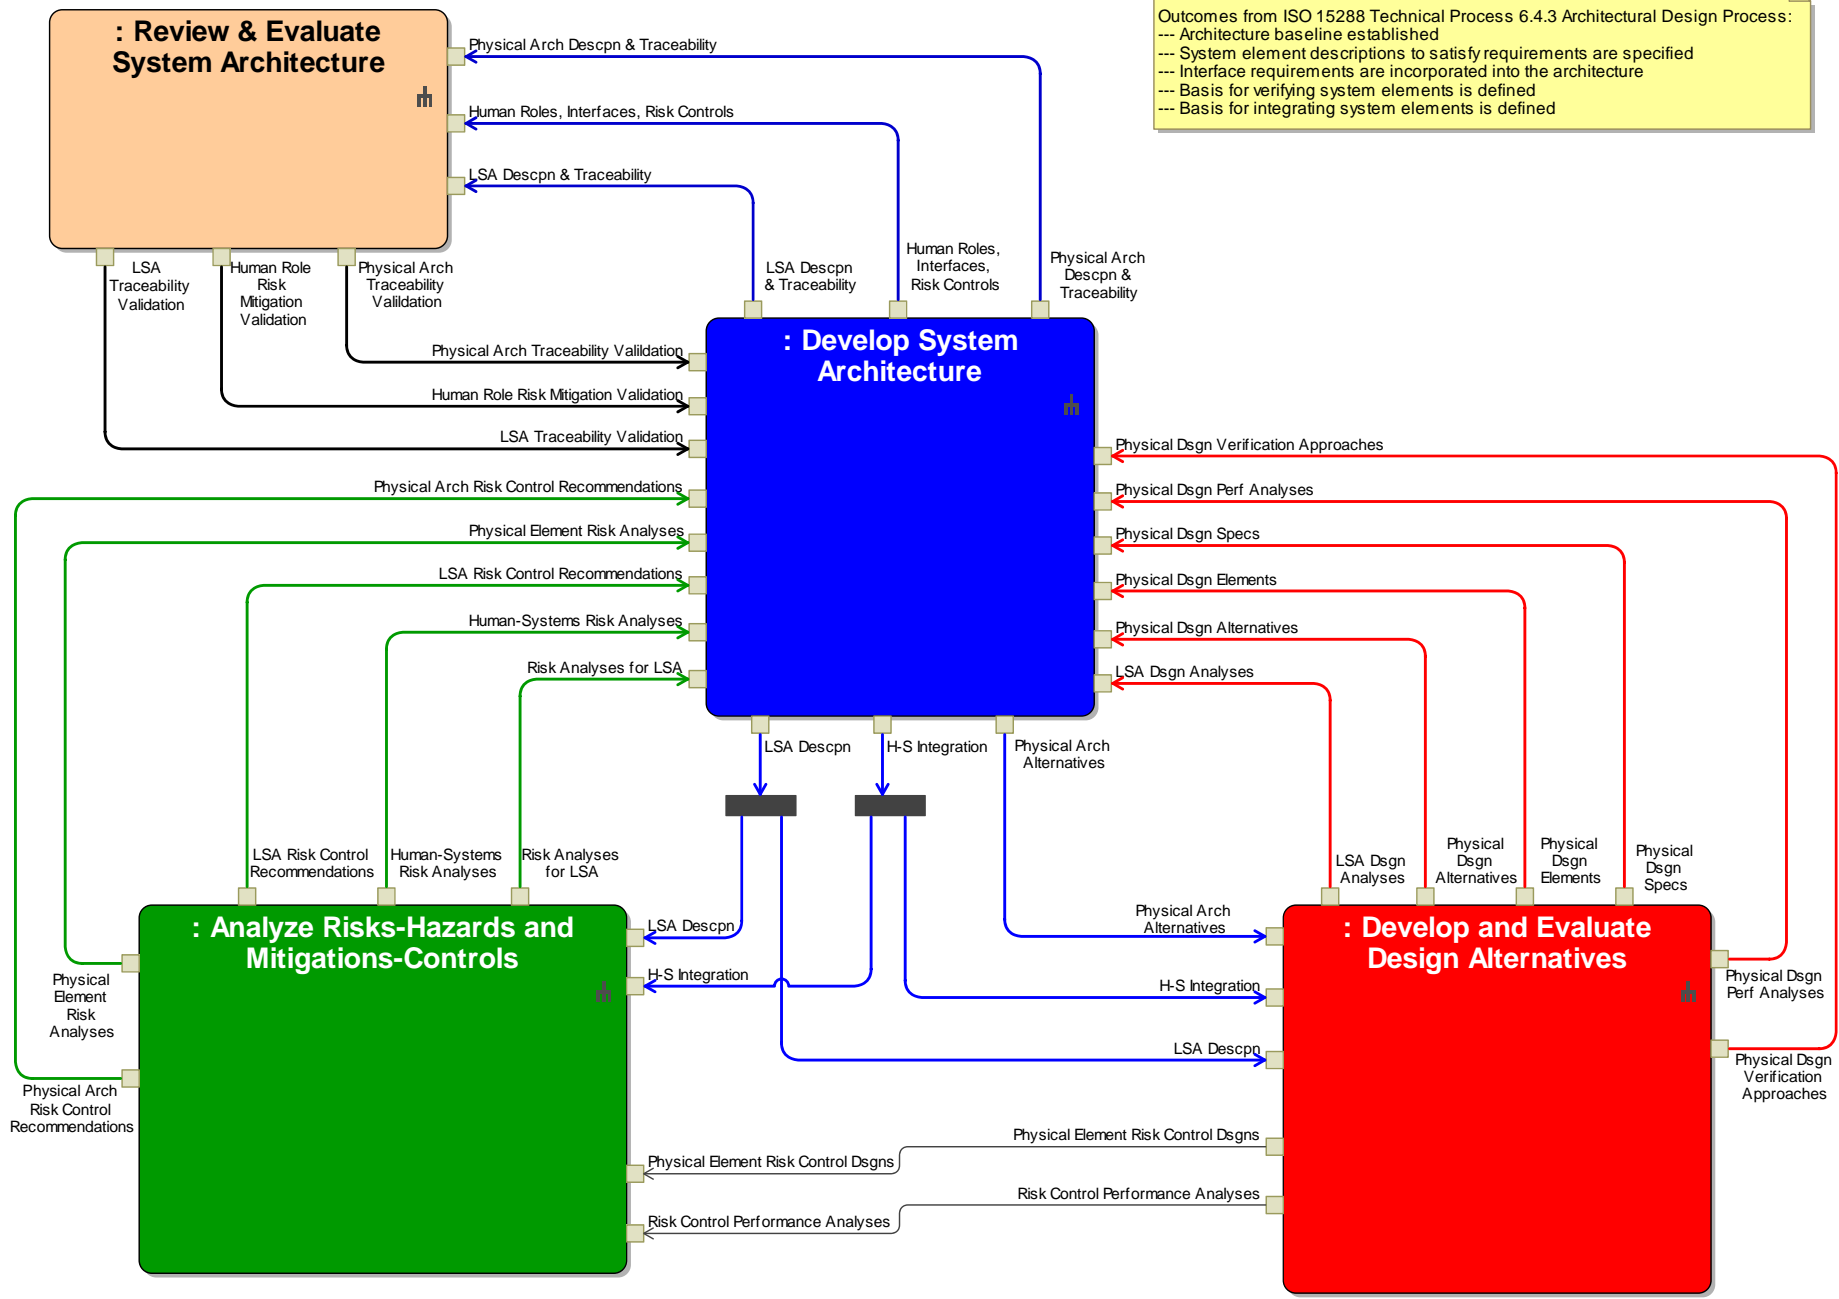 : Review & Evaluate
System Architecture
Outcomes from ISO 15288 Technical Process 6.4.3 Architectural Design Process:
--- Architecture baseline established
--- System element descriptions to satisfy requirements are specified
--- Interface requirements are incorporated into the architecture
--- Basis for verifying system elements is defined
--- Basis for integrating system elements is defined
Physical Arch Descpn & Traceability
Human Roles, Interfaces, Risk Controls
LSA Descpn & Traceability
LSA
Traceability
Validation
Human Role
Risk
Mitigation
Validation
Physical Arch
Traceability
Valildation
LSA Descpn
& Traceability
Human Roles,
Interfaces,
Risk Controls
Physical Arch
Descpn &
Traceability
: Develop System
Architecture
Physical Arch Traceability Valildation
Human Role Risk Mitigation Validation
LSA Traceability Validation
Physical Arch Risk Control Recommendations
Physical Element Risk Analyses
LSA Risk Control Recommendations
Human-Systems Risk Analyses
Risk Analyses for LSA
Physical Dsgn Verification Approaches
Physical Dsgn Perf Analyses
Physical Dsgn Specs
Physical Dsgn Elements
Physical Dsgn Alternatives
LSA Dsgn Analyses
LSA Descpn
H-S Integration
Physical Arch
Alternatives
LSA Risk Control
Recommendations
Human-Systems
Risk Analyses
Risk Analyses
for LSA
LSA Dsgn
Analyses
Physical
Dsgn
Alternatives
Physical
Dsgn
Elements
Physical
Dsgn
Specs
: Analyze Risks-Hazards and
Mitigations-Controls
LSA Descpn
H-S Integration
Physical Arch
Alternatives
H-S Integration
LSA Descpn
: Develop and Evaluate
Design Alternatives
Physical
Element
Risk
Analyses
Physical Arch
Risk Control
Recommendations
Physical Dsgn
Perf Analyses
Physical Dsgn
Verification
Approaches
Physical Element Risk Control Dsgns
Physical Element Risk Control Dsgns
Risk Control Performance Analyses
Risk Control Performance Analyses